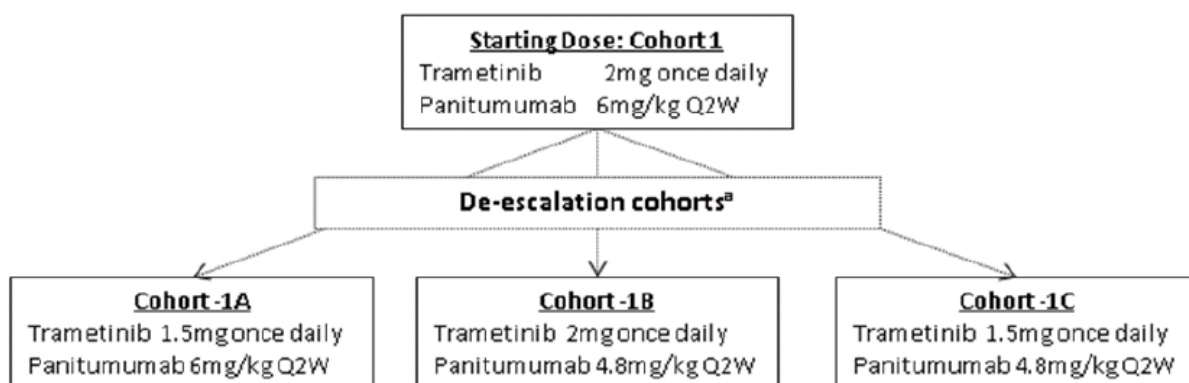 Starting Dose: Cohort 1
Trametinib 2mg once daily
Panitumumab 6mg/kg Q2W
De-escalation cohortsª
Cohort -1A
Trametinib 1.5mg once daily
Panitumumab 6mg/kg Q2W
Cohort -1B
Trametinib 2mg once daily
Panitumumab 4.8mg/kg Q2W
Cohort -1C
Trametinib 1.5mg once daily
Panitumumab 4.8mg/kg Q2W